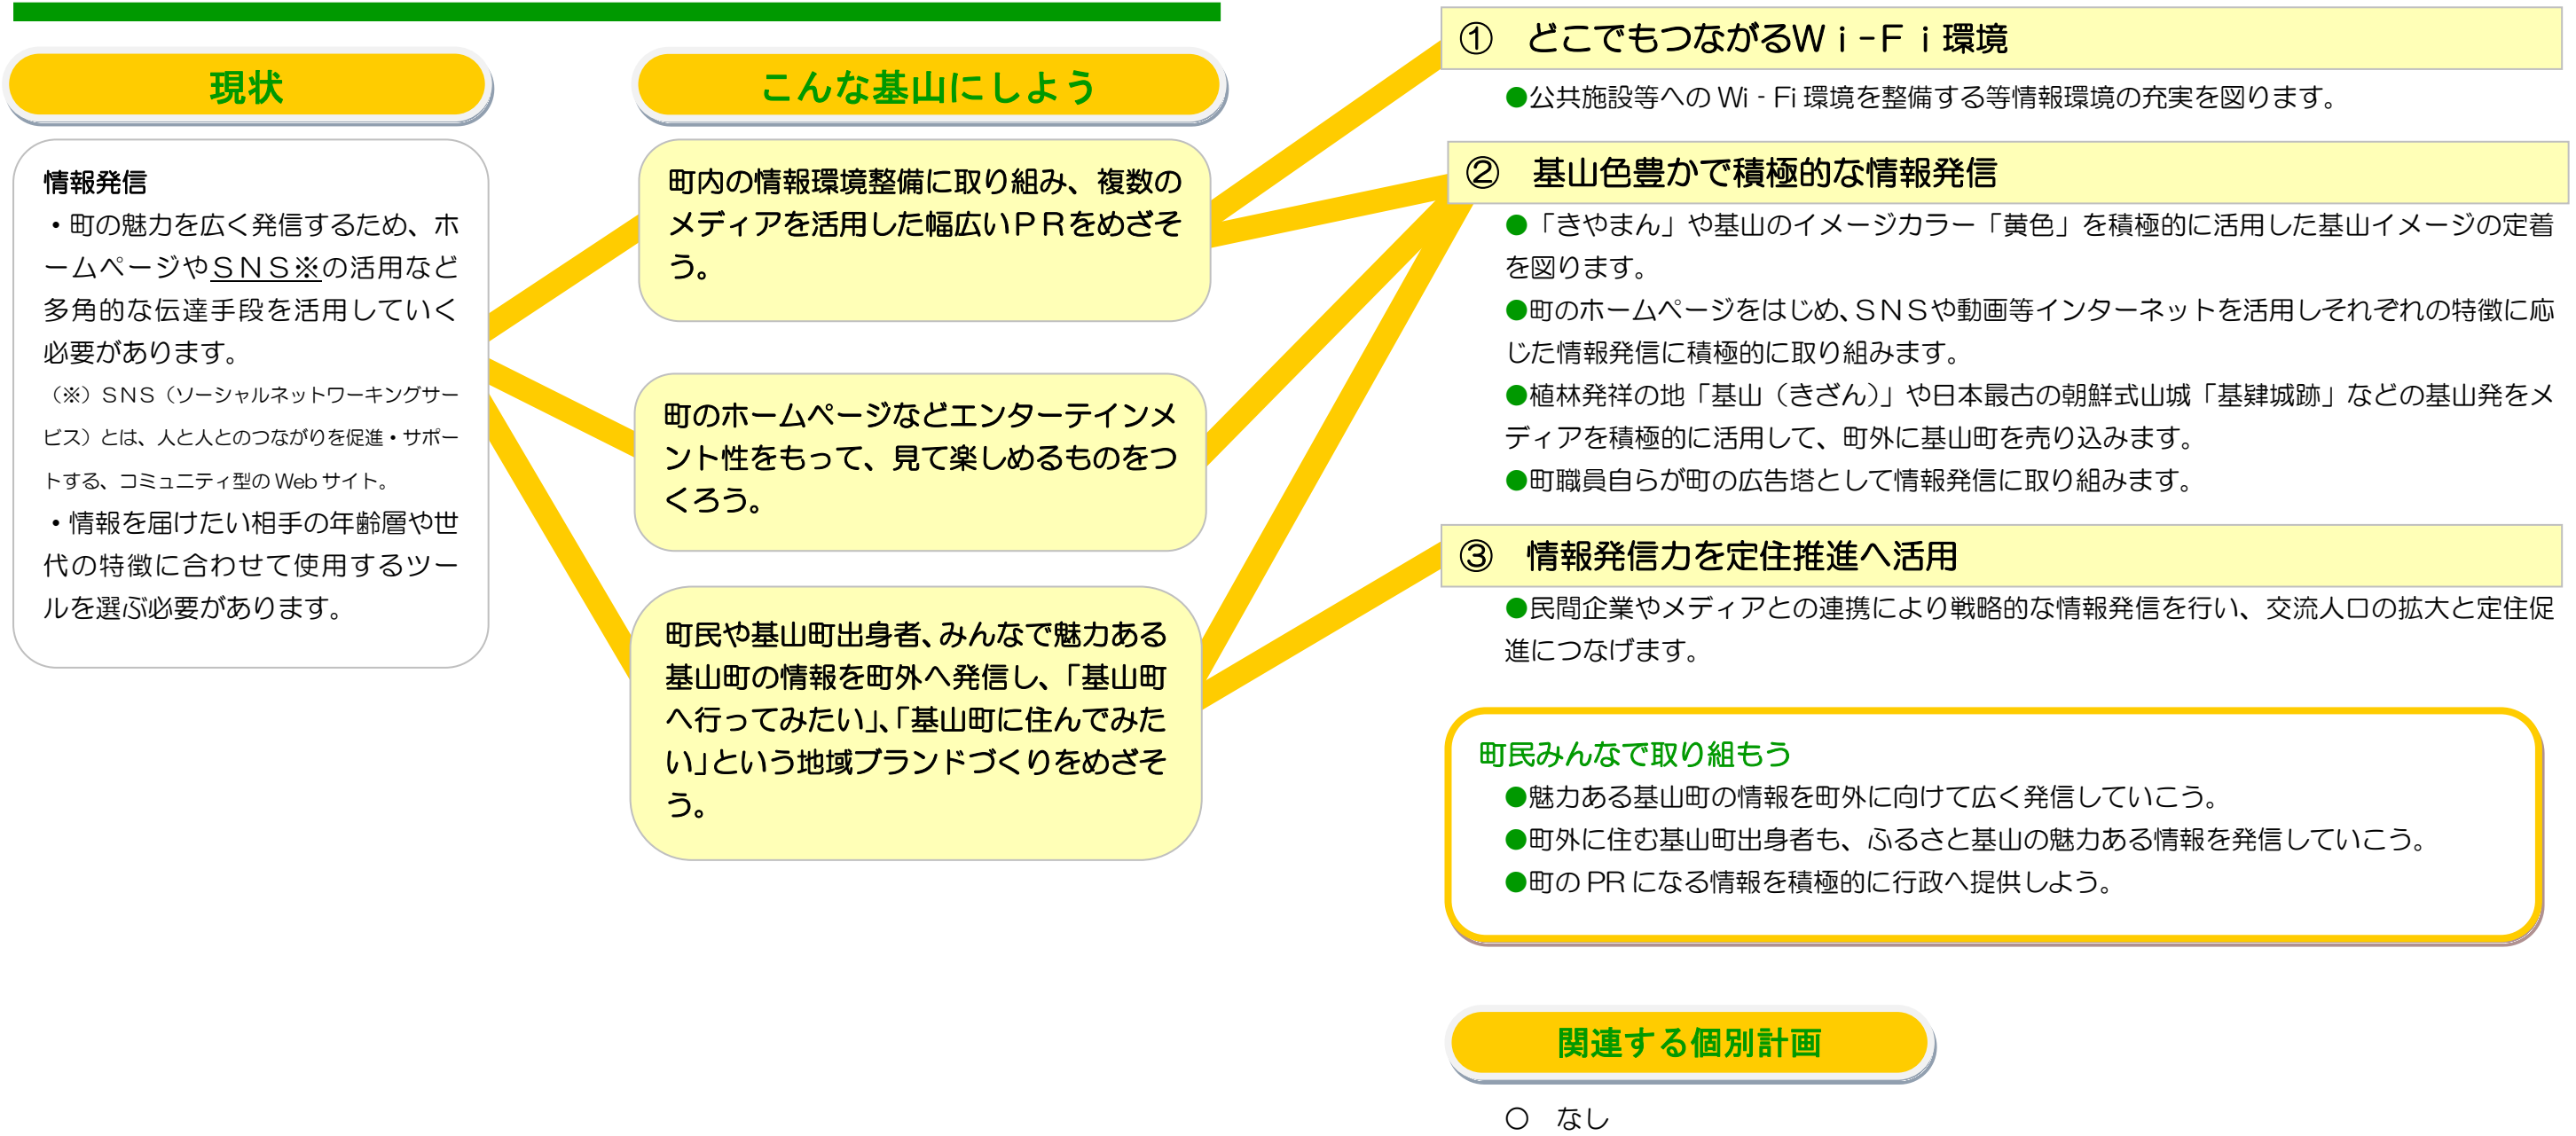 現状
情報発信
・町の魅力を広く発信するため、ホ
ームページやＳＮＳ※の活用など
多角的な伝達手段を活用していく
必要があります。
（※）ＳＮＳ（ソーシャルネットワーキングサー
ビス）とは、人と人とのつながりを促進・サポー
トする、コミュニティ型の Web サイト。
・情報を届けたい相手の年齢層や世
代の特徴に合わせて使用するツー
ルを選ぶ必要があります。
こんな基山にしよう
町内の情報環境整備に取り組み、複数の
メディアを活用した幅広いＰＲをめざそ
う。
町のホームページなどエンターテインメ
ント性をもって、見て楽しめるものをつ
くろう。
町民や基山町出身者、みんなで魅力ある
基山町の情報を町外へ発信し、「基山町
へ行ってみたい」、「基山町に住んでみた
い」という地域ブランドづくりをめざそ
う。
①　どこでもつながるＷｉ-Ｆｉ環境
●公共施設等への Wi‐Fi 環境を整備する等情報環境の充実を図ります。
②　基山色豊かで積極的な情報発信
●「きやまん」や基山のイメージカラー「黄色」を積極的に活用した基山イメージの定着
を図ります。
●町のホームページをはじめ、ＳＮＳや動画等インターネットを活用しそれぞれの特徴に応
じた情報発信に積極的に取り組みます。
●植林発祥の地「基山（きざん）」や日本最古の朝鮮式山城「基肄城跡」などの基山発をメ
ディアを積極的に活用して、町外に基山町を売り込みます。
●町職員自らが町の広告塔として情報発信に取り組みます。
③　情報発信力を定住推進へ活用
●民間企業やメディアとの連携により戦略的な情報発信を行い、交流人口の拡大と定住促
進につなげます。
町民みんなで取り組もう
●魅力ある基山町の情報を町外に向けて広く発信していこう。
●町外に住む基山町出身者も、ふるさと基山の魅力ある情報を発信していこう。
●町の PR になる情報を積極的に行政へ提供しよう。
関連する個別計画
○　なし